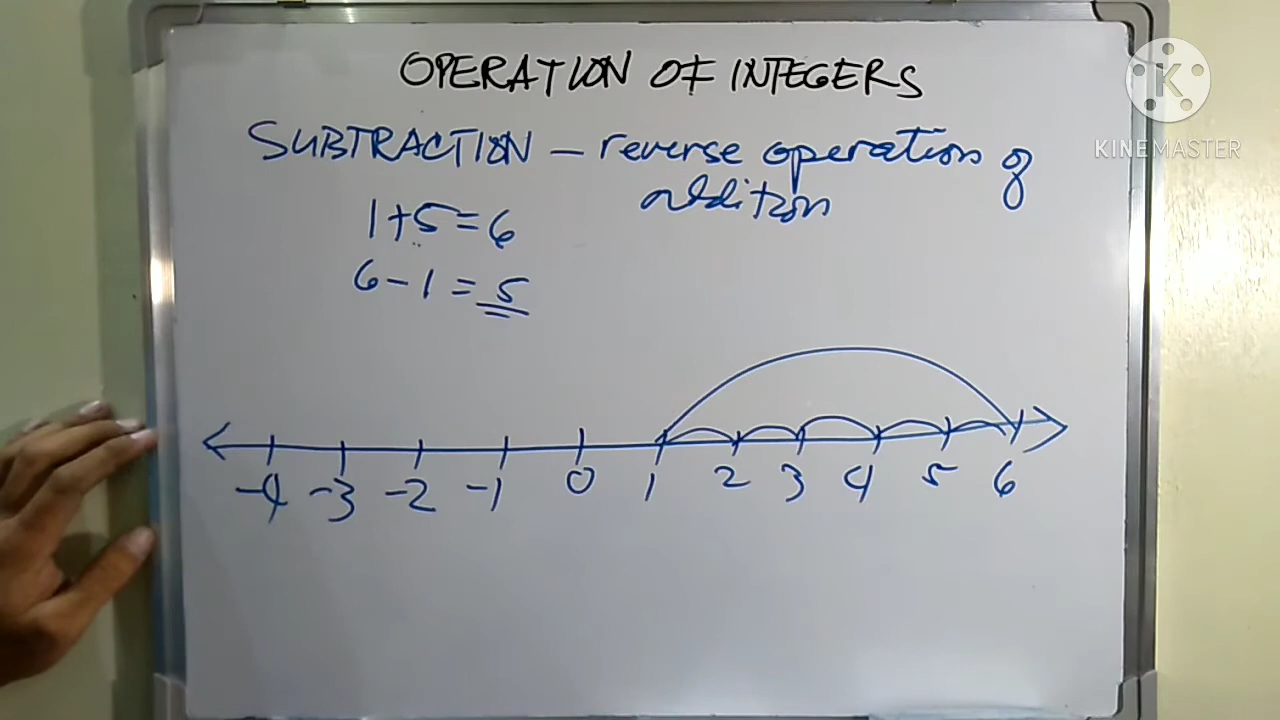 OPERATION OF INTEGERS
SUBTRACTION – reverse operation of
addition
1+5=6
6-1=5
-4 -3 -2 -1 0 1 2 3 4 5 6
K
KINEMASTER